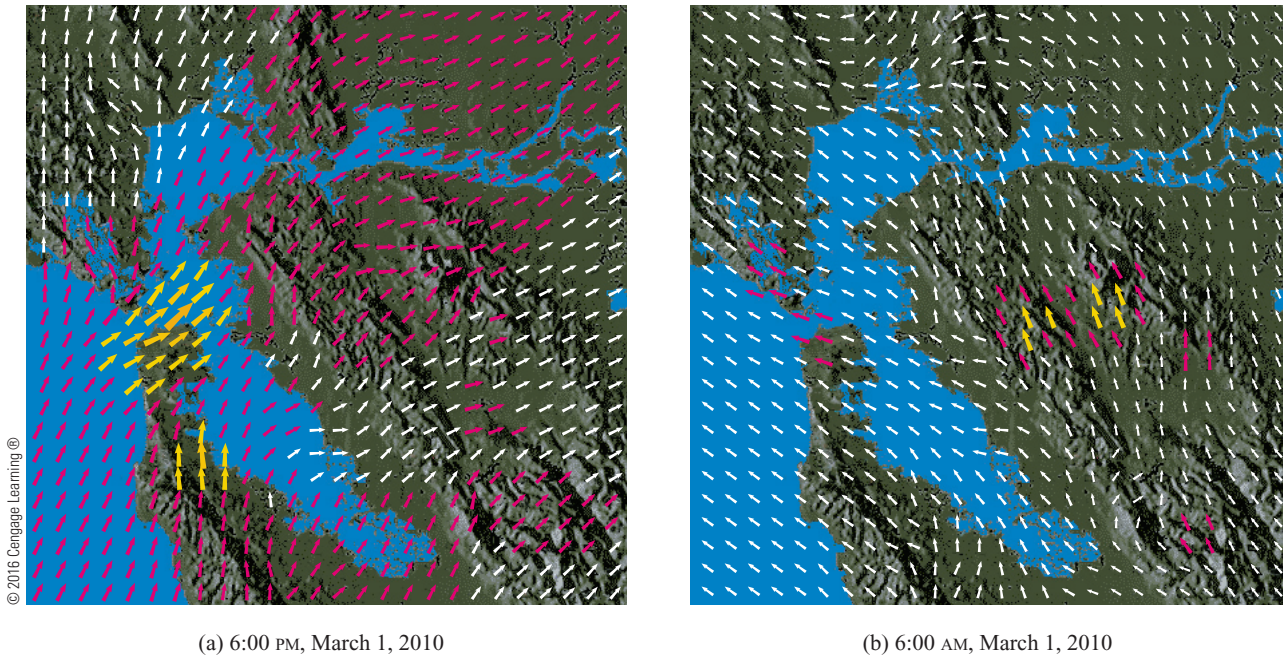 © 2016 Cengage Learning ®
(a) 6:00 PM, March 1, 2010
(b) 6:00 AM, March 1, 2010